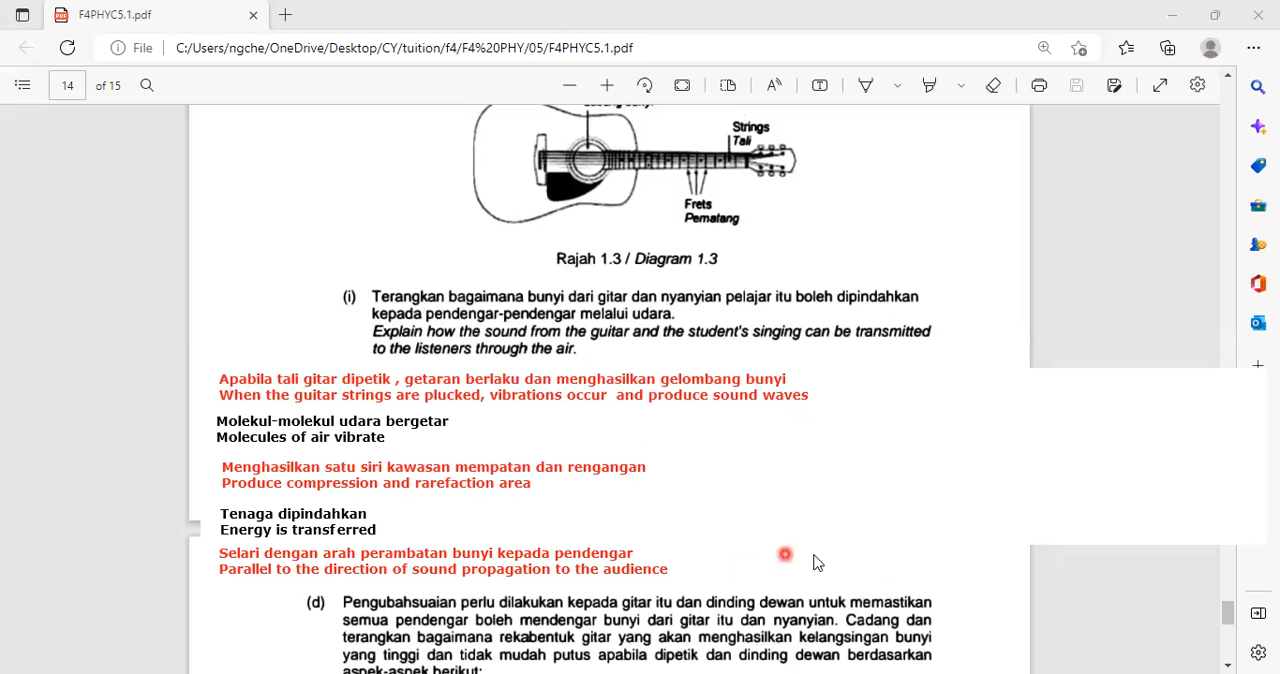 F4PHYC5.1.pdf
File
C:/Users/ngche/OneDrive/Desktop/CY/tuition/f4/F4%20PHY/05/F4PHYC5.1.pdf
14 of 15
Strings
Tali
Frets
Pematang
Rajah 1.3 / Diagram 1.3
(i) Terangkan bagaimana bunyi dari gitar dan nyanyian pelajar itu boleh dipindahkan
kepada pendengar-pendengar melalui udara.
Explain how the sound from the guitar and the student's singing can be transmitted
to the listeners through the air.
Apabila tali gitar dipetik , getaran berlaku dan menghasilkan gelombang bunyi
When the guitar strings are plucked, vibrations occur and produce sound waves
Molekul-molekul udara bergetar
Molecules of air vibrate
Menghasilkan satu siri kawasan mempatan dan rengangan
Produce compression and rarefaction area
Tenaga dipindahkan
Energy is transferred
Selari dengan arah perambatan bunyi kepada pendengar
Parallel to the direction of sound propagation to the audience
(d) Pengubahsuaian perlu dilakukan kepada gitar itu dan dinding dewan untuk memastikan
semua pendengar boleh mendengar bunyi dari gitar itu dan nyanyian. Cadang dan
terangkan bagaimana rekabentuk gitar yang akan menghasilkan kelangsingan bunyi
yang tinggi dan tidak mudah putus apabila dipetik dan dinding dewan berdasarkan
aspek-aspek berikut: